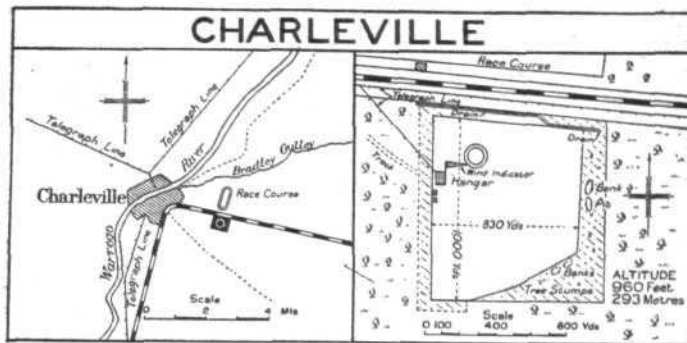 CHARLEVILLE
Telegraph Line
Telegraph Line
River
Bradley Gulley
Charleville
Race Course
Warrego
Telegraph Line
Scale
0 2 4 Mls
Race Course
Telegraph Line
Drain
Drain
Track
Wind Indicator
Hangar
Bank
830 Yds
1000 Yds
Banks
Tree Stumps
ALTITUDE
960 Feet
293 Metres
Scale
0 100 400 800 Yds